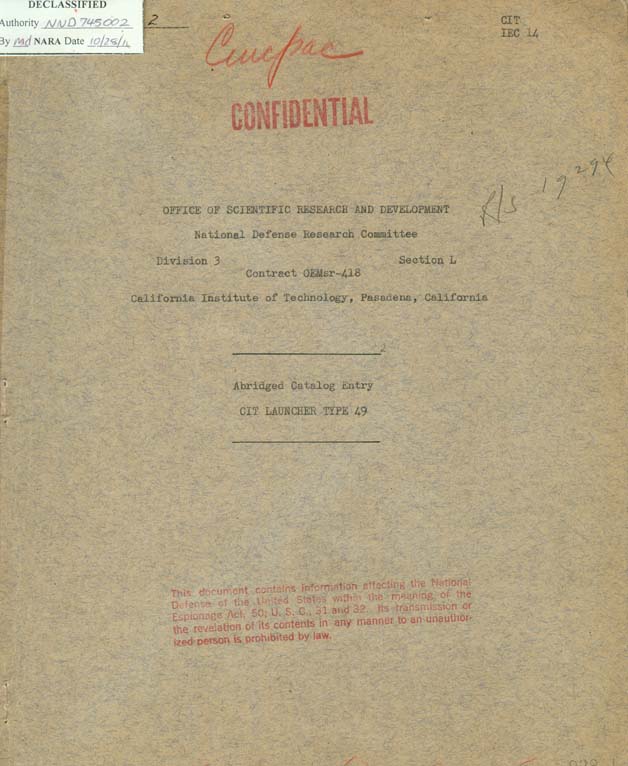 DECLASSIFIED
Authority NND 745002
By NARA Date
2
CIT
IEC 14
Cincpac
CONFIDENTIAL
R/S 19294
OFFICE OF SCIENTIFIC RESEARCH AND DEVELOPMENT
National Defense Research Committee
Division 3 Section L
Contract OEMsr-418
California Institute of Technology, Pasadena, California
Abridged Catalog Entry
CIT LAUNCHER TYPE 49
This document contains information affecting the National
Defense of the United States within the meaning of the
Espionage Act, 50; U. S. C., 31 and 32. Its transmission or
the revelation of its contents in any manner to an unauthor-
ized person is prohibited by law.